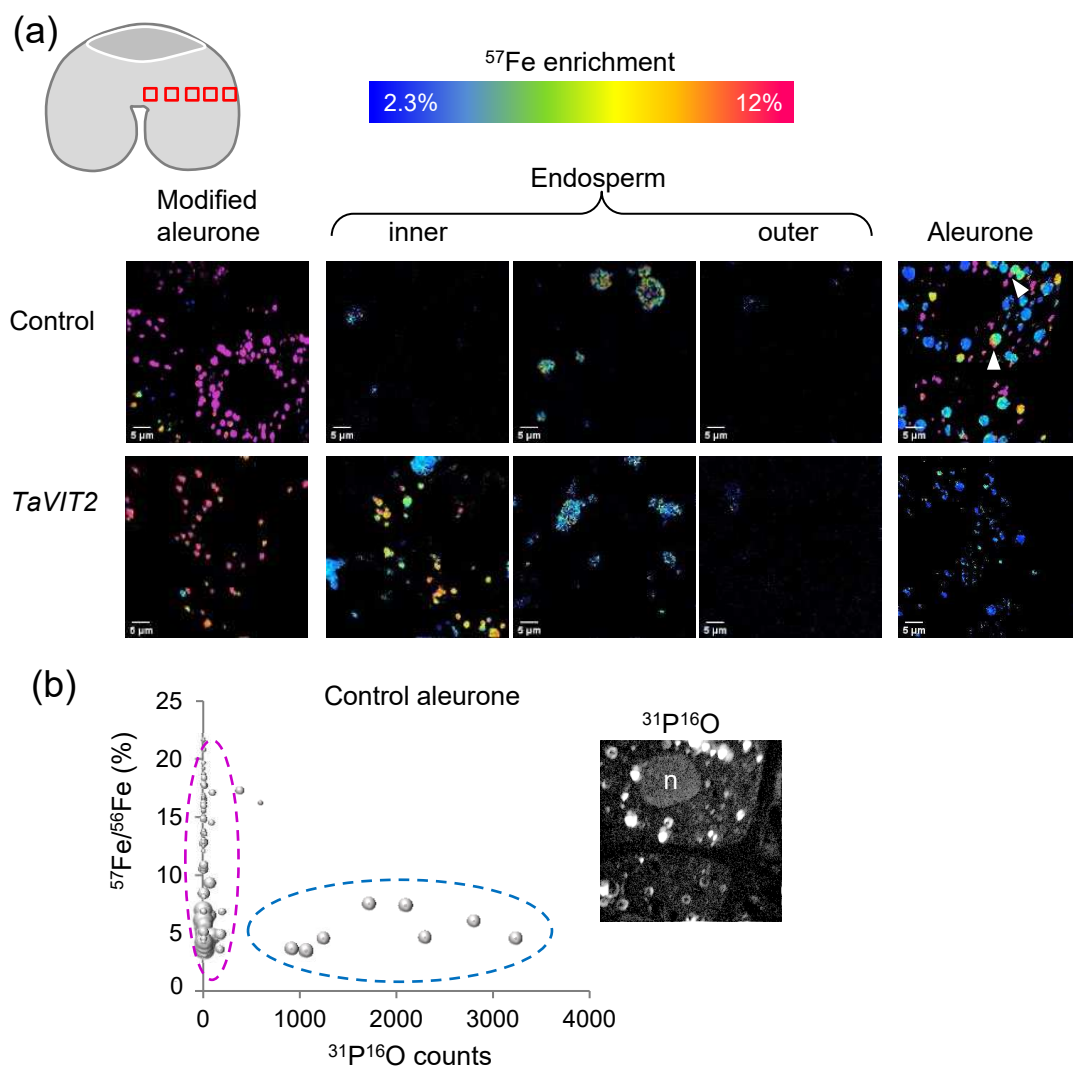 (a)
⁵⁷Fe enrichment
2.3% 12%
Endosperm
Modified
aleurone
inner
outer
Aleurone
Control
5 µm
5 µm
5 µm
5 µm
5 µm
TaVIT2
5 µm
5 µm
5 µm
5 µm
5 µm
(b)
Control aleurone
⁵⁷Fe/⁵⁶Fe (%)
25
20
15
10
5
0
0 1000 2000 3000 4000
³¹P¹⁶O counts
³¹P¹⁶O
n